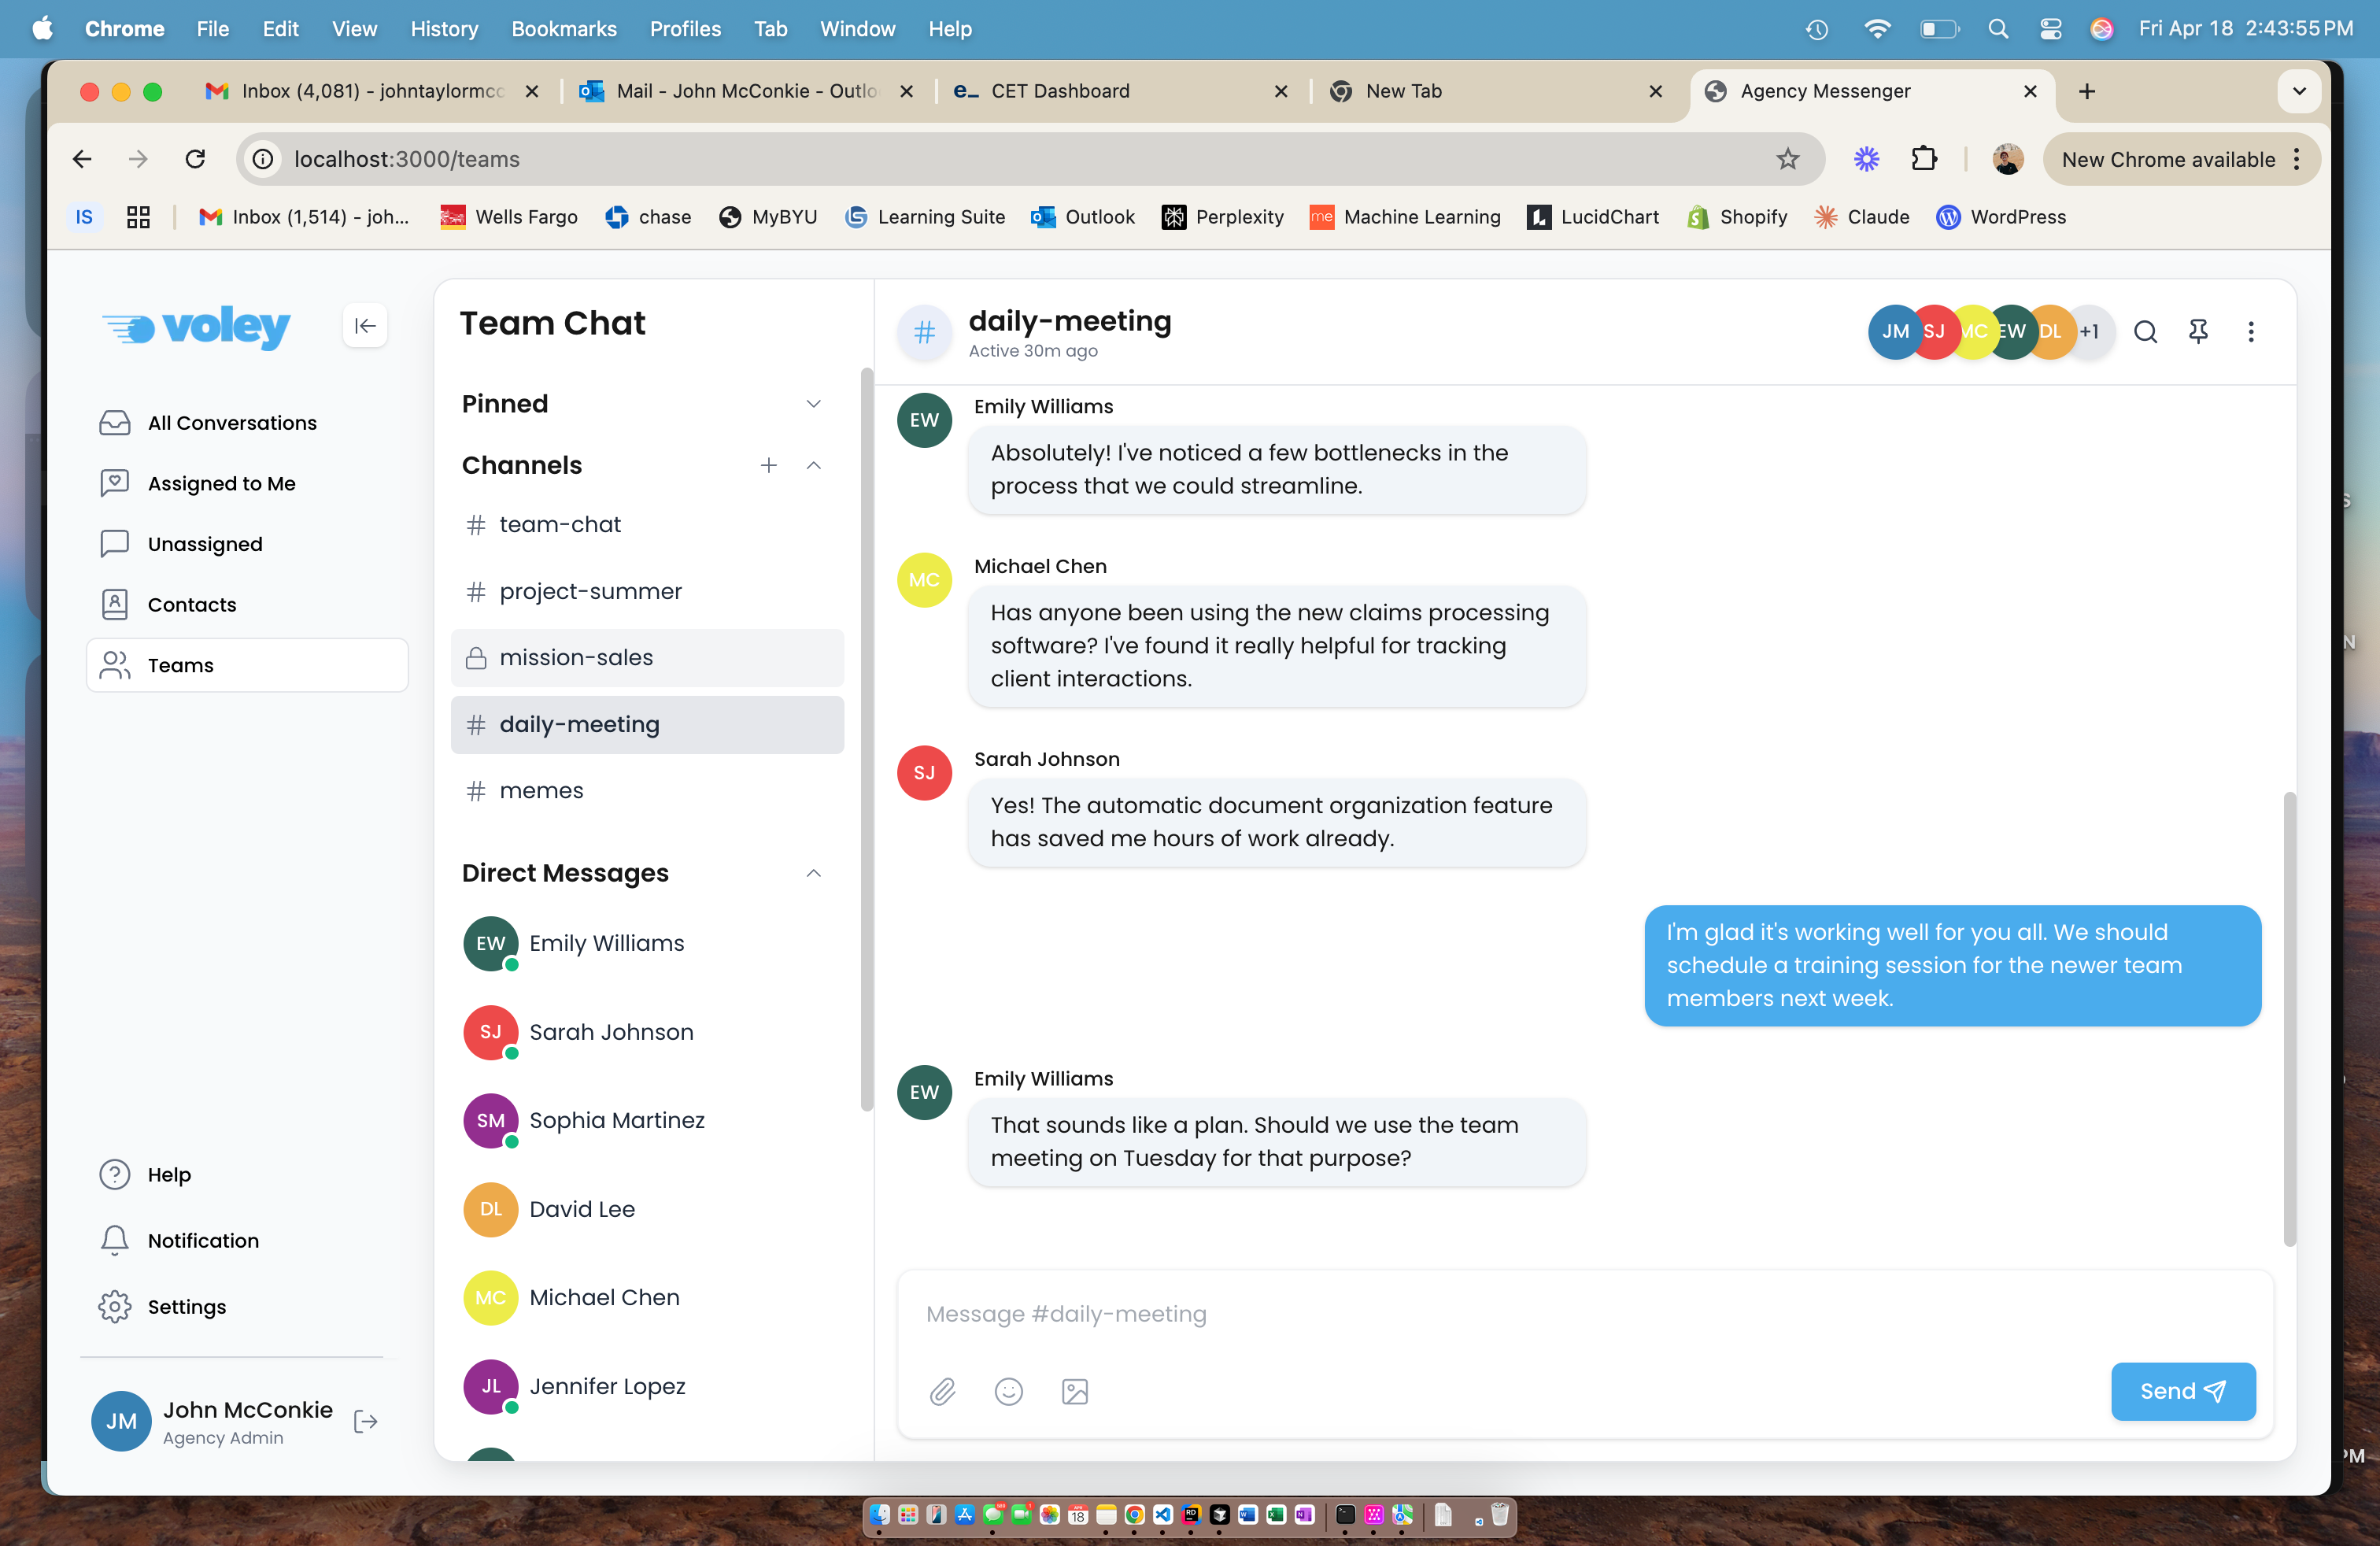 Chrome File Edit View History Bookmarks Profiles Tab Window Help Fri Apr 18 2:43:55 PM
Inbox (4,081) - johntaylormcc Mail - John McConkie - Outlo CET Dashboard New Tab Agency Messenger
localhost:3000/teams New Chrome available
IS Inbox (1,514) - joh... Wells Fargo chase MyBYU Learning Suite Outlook Perplexity me Machine Learning LucidChart Shopify Claude WordPress
voley
All Conversations
Assigned to Me
Unassigned
Contacts
Teams
Help
Notification
Settings
JM John McConkie
Agency Admin
Team Chat
Pinned
Channels
# team-chat
# project-summer
mission-sales
# daily-meeting
# memes
Direct Messages
EW Emily Williams
SJ Sarah Johnson
SM Sophia Martinez
DL David Lee
MC Michael Chen
JL Jennifer Lopez
# daily-meeting
Active 30m ago
JM SJ MC EW DL +1
EW Emily Williams
Absolutely! I've noticed a few bottlenecks in the
process that we could streamline.
MC Michael Chen
Has anyone been using the new claims processing
software? I've found it really helpful for tracking
client interactions.
SJ Sarah Johnson
Yes! The automatic document organization feature
has saved me hours of work already.
I'm glad it's working well for you all. We should
schedule a training session for the newer team
members next week.
EW Emily Williams
That sounds like a plan. Should we use the team
meeting on Tuesday for that purpose?
Message #daily-meeting
Send
18